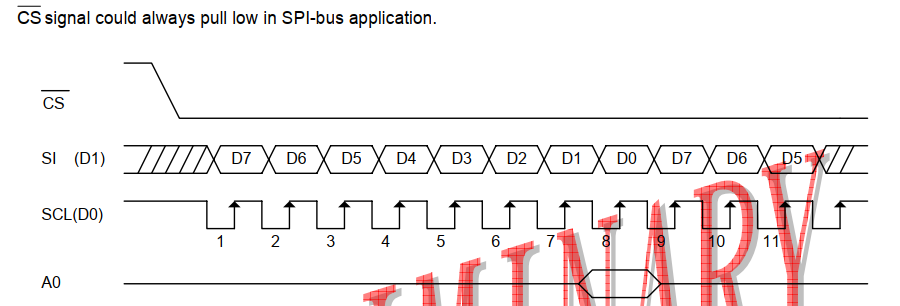 CS signal could always pull low in SPI-bus application.
CS
SI (D1) D7 D6 D5 D4 D3 D2 D1 D0 D7 D6 D5
SCL(D0)
1 2 3 4 5 6 7 8 9 10 11
A0